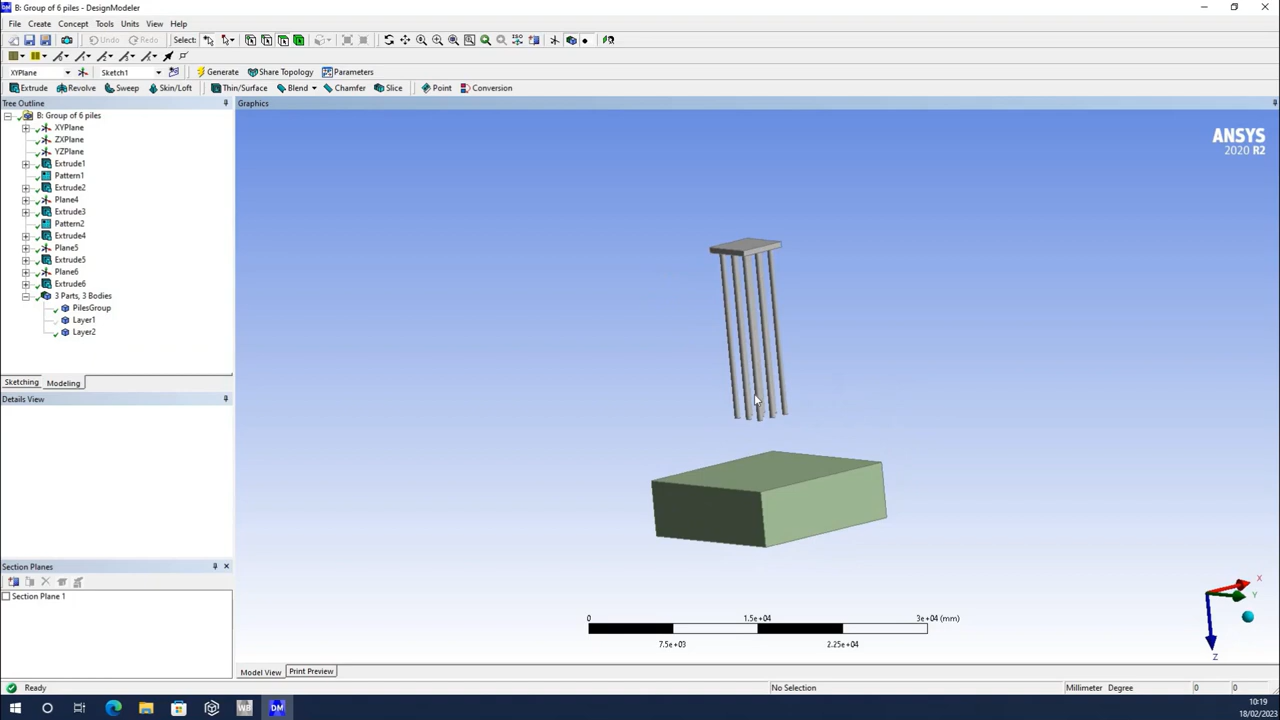 B: Group of 6 piles - DesignModeler
File Create Concept Tools Units View Help
Undo Redo Select:
XYPlane Sketch1 Generate Share Topology Parameters
Extrude Revolve Sweep Skin/Loft Thin/Surface Blend Chamfer Slice Point Conversion
Tree Outline
B: Group of 6 piles
XYPlane
ZXPlane
YZPlane
Extrude1
Pattern1
Extrude2
Plane4
Extrude3
Pattern2
Extrude4
Plane5
Extrude5
Plane6
Extrude6
3 Parts, 3 Bodies
PilesGroup
Layer1
Layer2
Sketching Modeling
Details View
Section Planes
Section Plane 1
Graphics
ANSYS
2020 R2
X
Y
Z
0 1.5e+04 3e+04 (mm)
7.5e+03 2.25e+04
Model View Print Preview
Ready No Selection Millimeter Degree 0 0
WB DM
10:19
18/02/2023